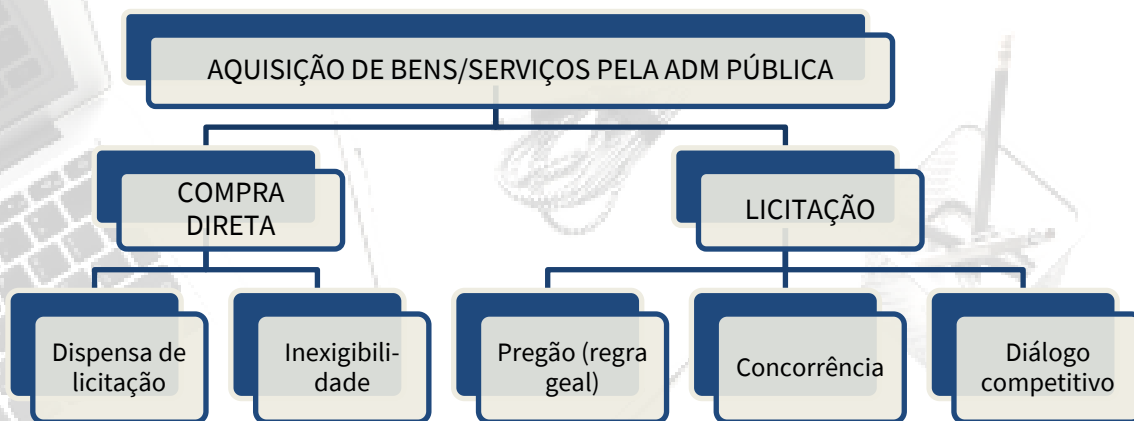 AQUISIÇÃO DE BENS/SERVIÇOS PELA ADM PÚBLICA
COMPRA
DIRETA
LICITAÇÃO
Dispensa de
licitação
Inexigibili-
dade
Pregão (regra
geal)
Concorrência
Diálogo
competitivo